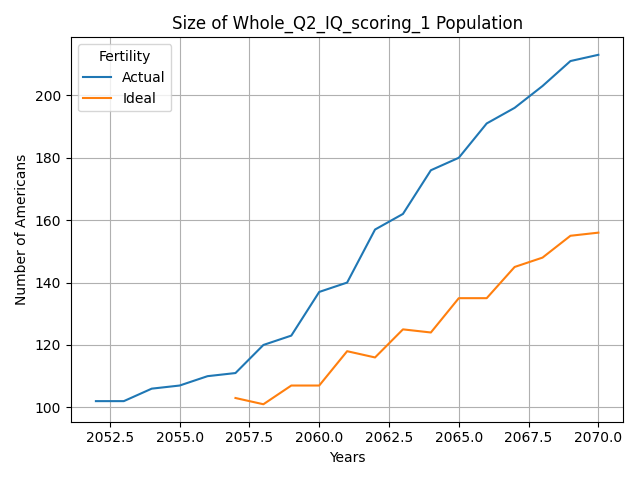 Size of Whole_Q2_IQ_scoring_1 Population
Fertility
Actual
Ideal
Number of Americans
200
180
160
140
120
100
2052.5 2055.0 2057.5 2060.0 2062.5 2065.0 2067.5 2070.0
Years